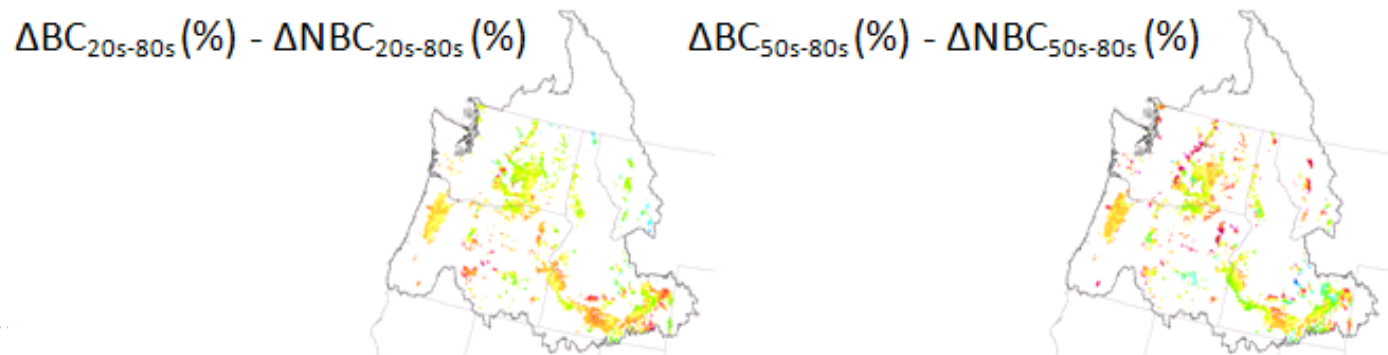 ΔBC20s-80s (%) - ΔNBC20s-80s (%)
ΔBC50s-80s (%) - ΔNBC50s-80s (%)